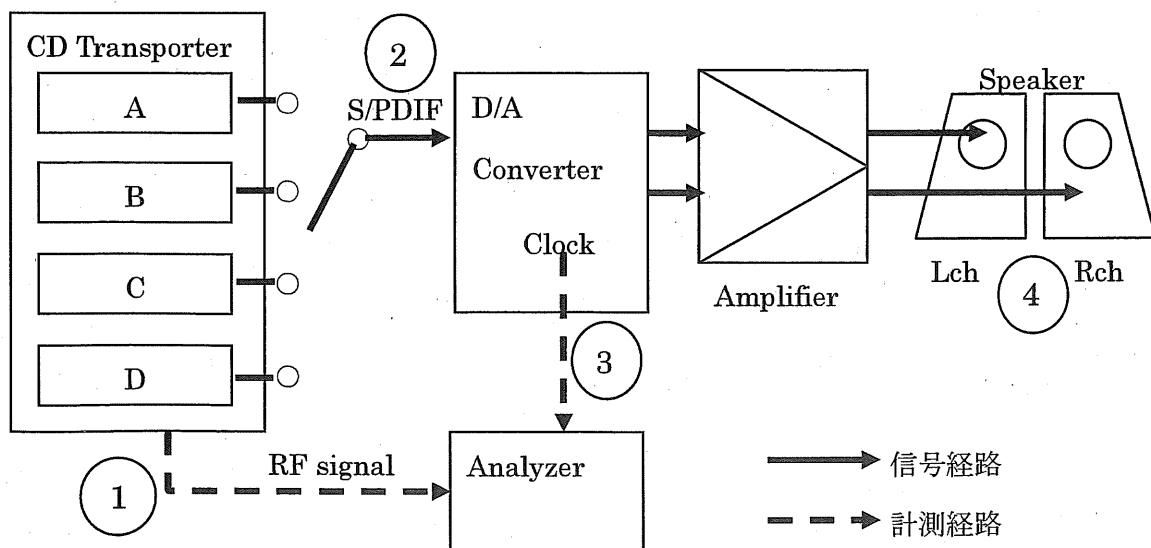 CD Transporter
A
B
C
D
2
S/PDIF
D/A
Converter
Clock
Amplifier
Speaker
Lch
Rch
4
3
1
RF signal
Analyzer
信号経路
計測経路